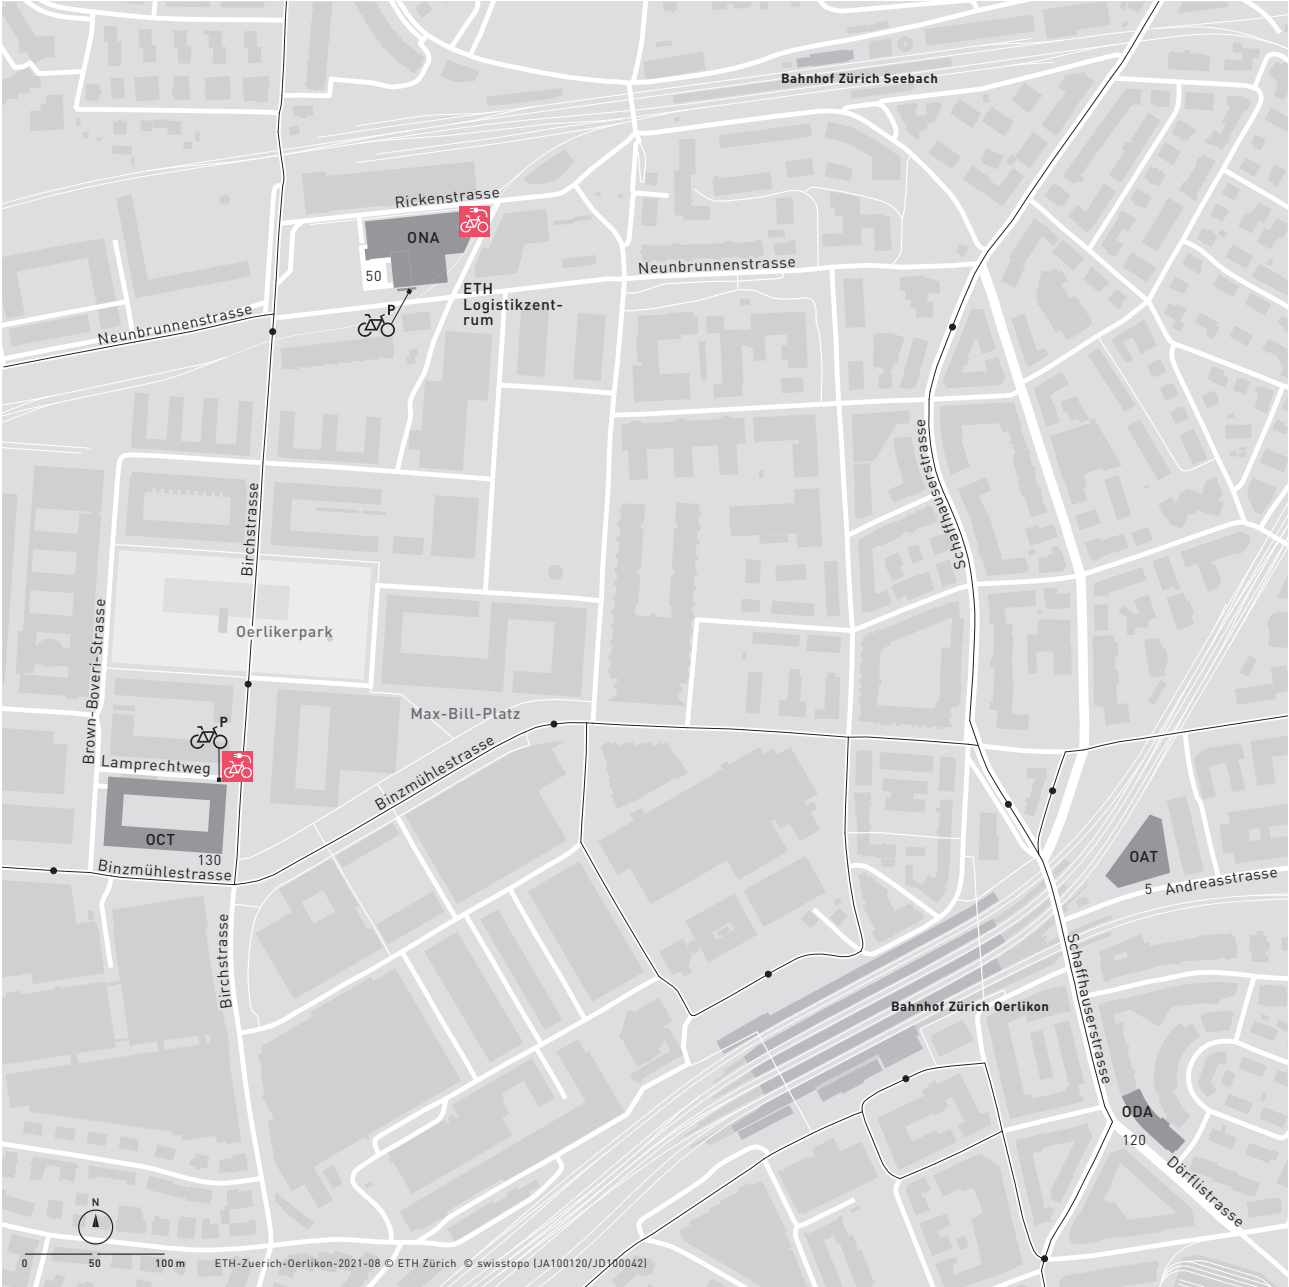 Bahnhof Zürich Seebach
Rickenstrasse
ONA
50
Neunbrunnenstrasse
ETH
Logistikzent-
rum
P
Neunbrunnenstrasse
Schaffhauserstrasse
Birchstrasse
Oerlikerpark
Brown-Boveri-Strasse
Max-Bill-Platz
P
Lamprechtweg
Binzmühlestrasse
OCT
130
Binzmühlestrasse
OAT
5 Andreasstrasse
Birchstrasse
Schaffhauserstrasse
Bahnhof Zürich Oerlikon
ODA
120
Dörflistrasse
N
0 50 100 m
ETH-Zuerich-Oerlikon-2021-08 © ETH Zürich © swisstopo (JA100120/JD100042)